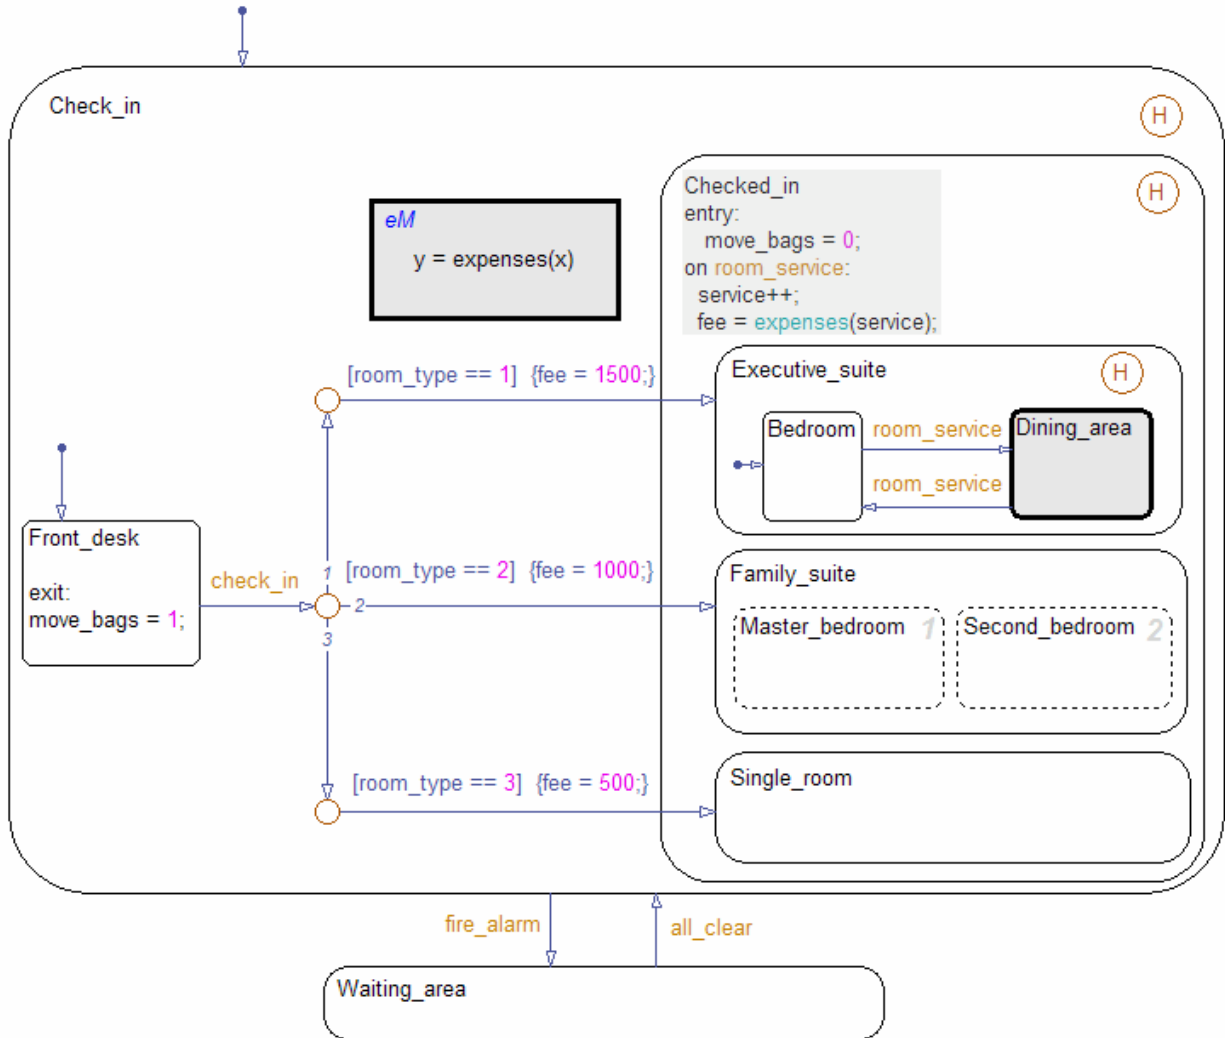 Check_in
H
Checked_in
H
entry:
move_bags = 0;
on room_service:
service++;
fee = expenses(service);
eM
y = expenses(x)
[room_type == 1] {fee = 1500;}
Executive_suite
H
Bedroom
room_service
Dining_area
room_service
Front_desk
exit:
move_bags = 1;
check_in
1
2
3
[room_type == 2] {fee = 1000;}
Family_suite
Master_bedroom 1
Second_bedroom 2
[room_type == 3] {fee = 500;}
Single_room
fire_alarm
all_clear
Waiting_area